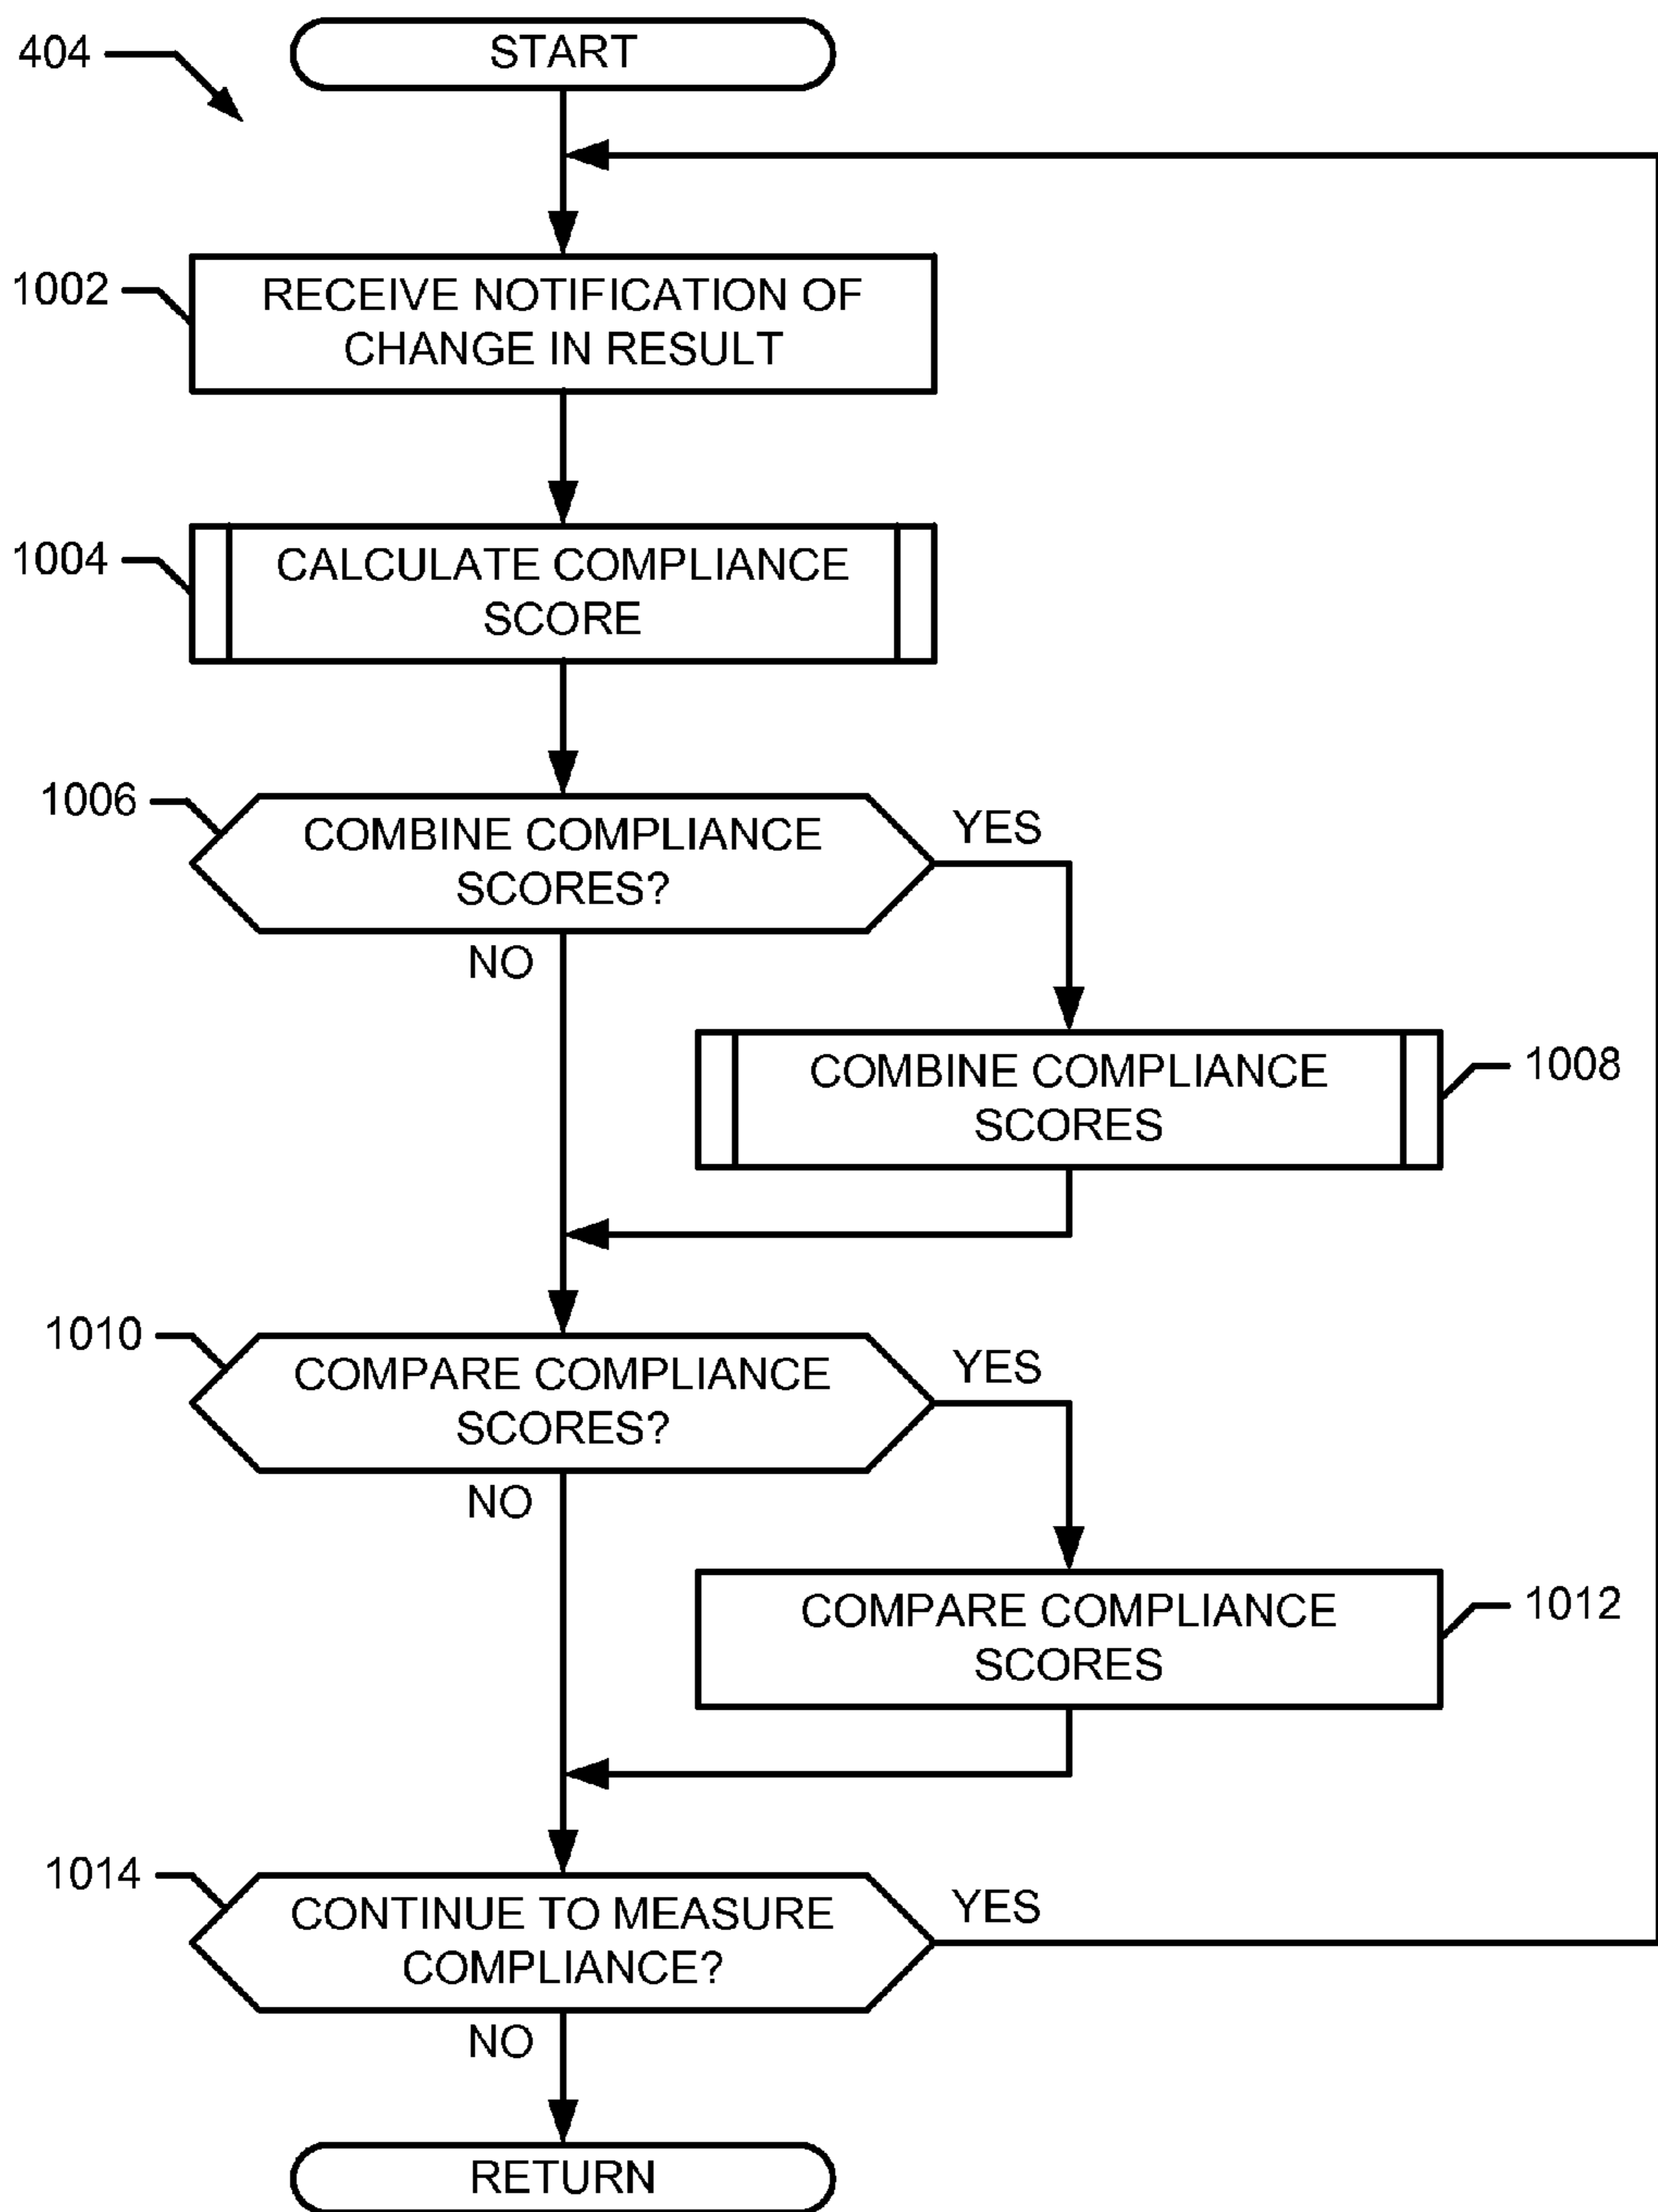 404
START
1002
RECEIVE NOTIFICATION OF
CHANGE IN RESULT
1004
CALCULATE COMPLIANCE
SCORE
1006
COMBINE COMPLIANCE
SCORES?
YES
NO
COMBINE COMPLIANCE
SCORES
1008
1010
COMPARE COMPLIANCE
SCORES?
YES
NO
COMPARE COMPLIANCE
SCORES
1012
1014
CONTINUE TO MEASURE
COMPLIANCE?
YES
NO
RETURN